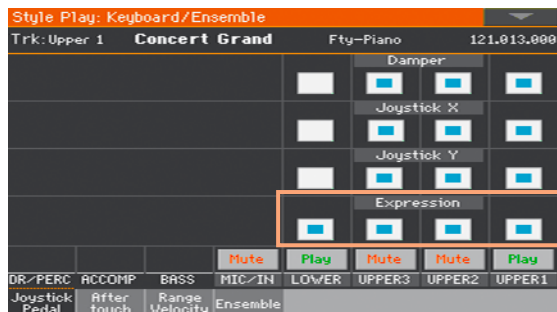 Style Play: Keyboard/Ensemble
Trk:Upper 1 Concert Grand Fty-Piano 121.013.000
Damper
Joystick X
Joystick Y
Expression
Mute Play Mute Mute Play
DR/PERC ACCOMP BASS MIC/IN LOWER UPPER3 UPPER2 UPPER1
Joystick After Range Ensemble
Pedal touch Velocity